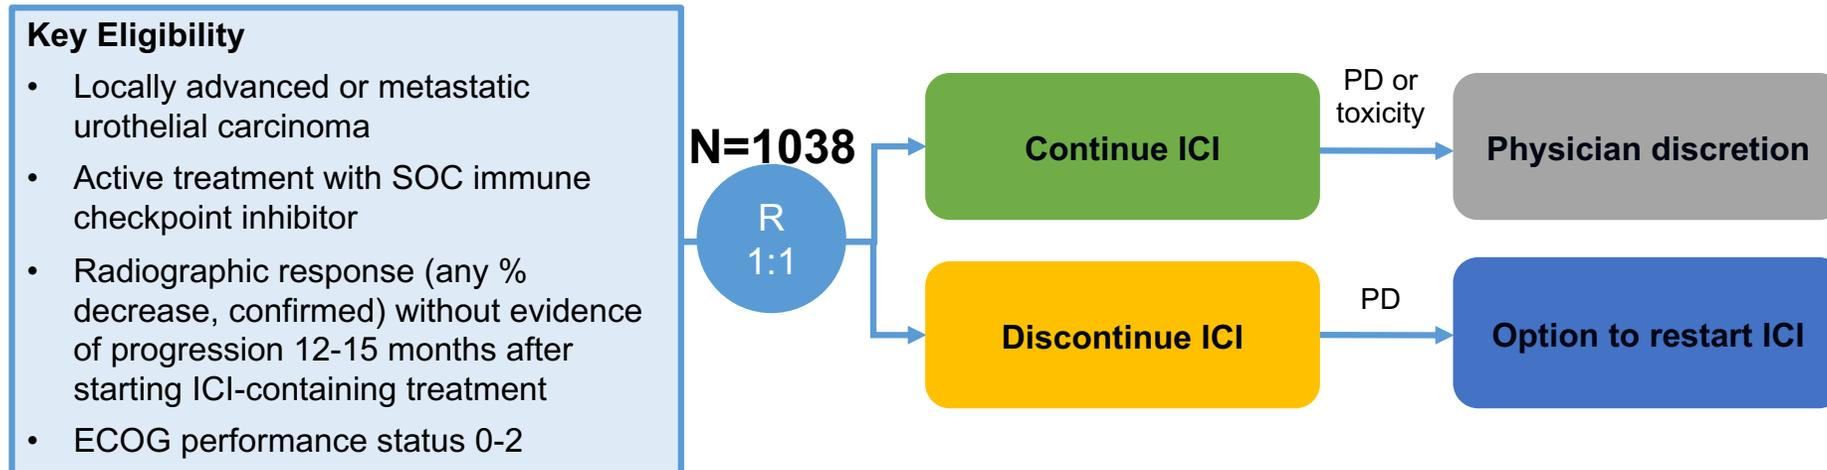 Key Eligibility
• Locally advanced or metastatic
urothelial carcinoma
• Active treatment with SOC immune
checkpoint inhibitor
• Radiographic response (any %
decrease, confirmed) without evidence
of progression 12-15 months after
starting ICI-containing treatment
• ECOG performance status 0-2
N=1038
R
1:1
Continue ICI
PD or
toxicity
Physician discretion
Discontinue ICI
PD
Option to restart ICI